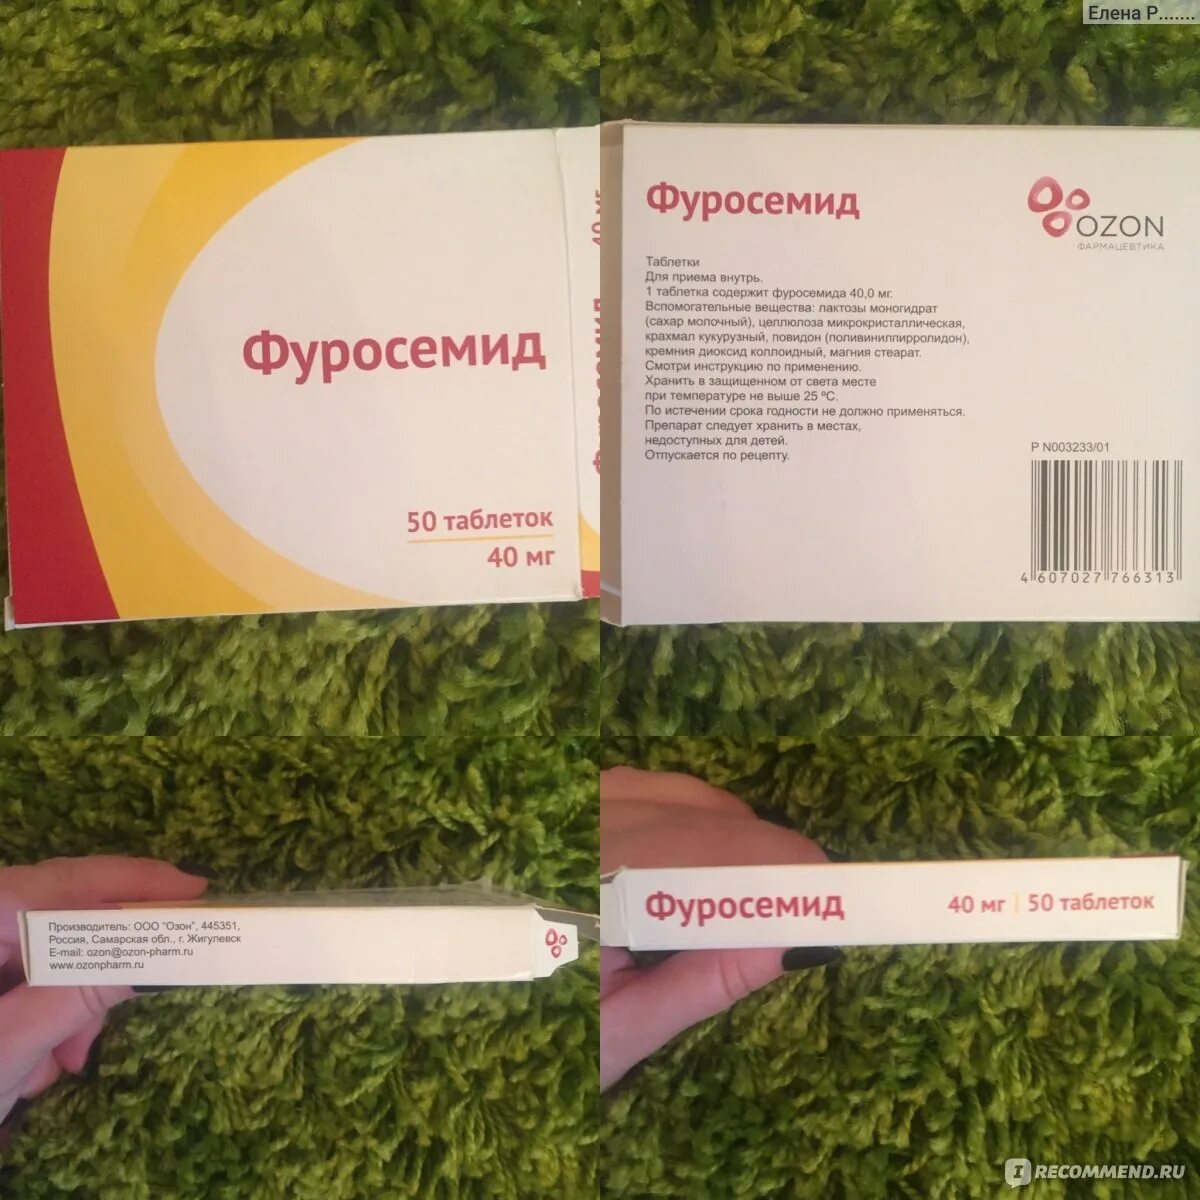 Елена Р.......
Фуросемид
50 таблеток
40 мг
40 мг
Фуросемид
Фуросемид
OZON
ФАРМАЦЕВТИКА
Таблетки
Для приема внутрь.
1 таблетка содержит фуросемида 40,0 мг.
Вспомогательные вещества: лактозы моногидрат
(сахар молочный), целлюлоза микрокристаллическая,
крахмал кукурузный, повидон (поливинилпирролидон),
кремния диоксид коллоидный, магния стеарат.
Смотри инструкцию по применению.
Хранить в защищенном от света месте
при температуре не выше 25 ºС.
По истечении срока годности не должно применяться.
Препарат следует хранить в местах,
недоступных для детей.
Отпускается по рецепту.
Р N003233/01
4 607027 766313
Производитель: ООО "Озон", 445351,
Россия, Самарская обл., г. Жигулевск
E-mail: ozon@ozon-pharm.ru
www.ozonpharm.ru
Фуросемид 40 мг | 50 таблеток
I RECOMMEND.RU